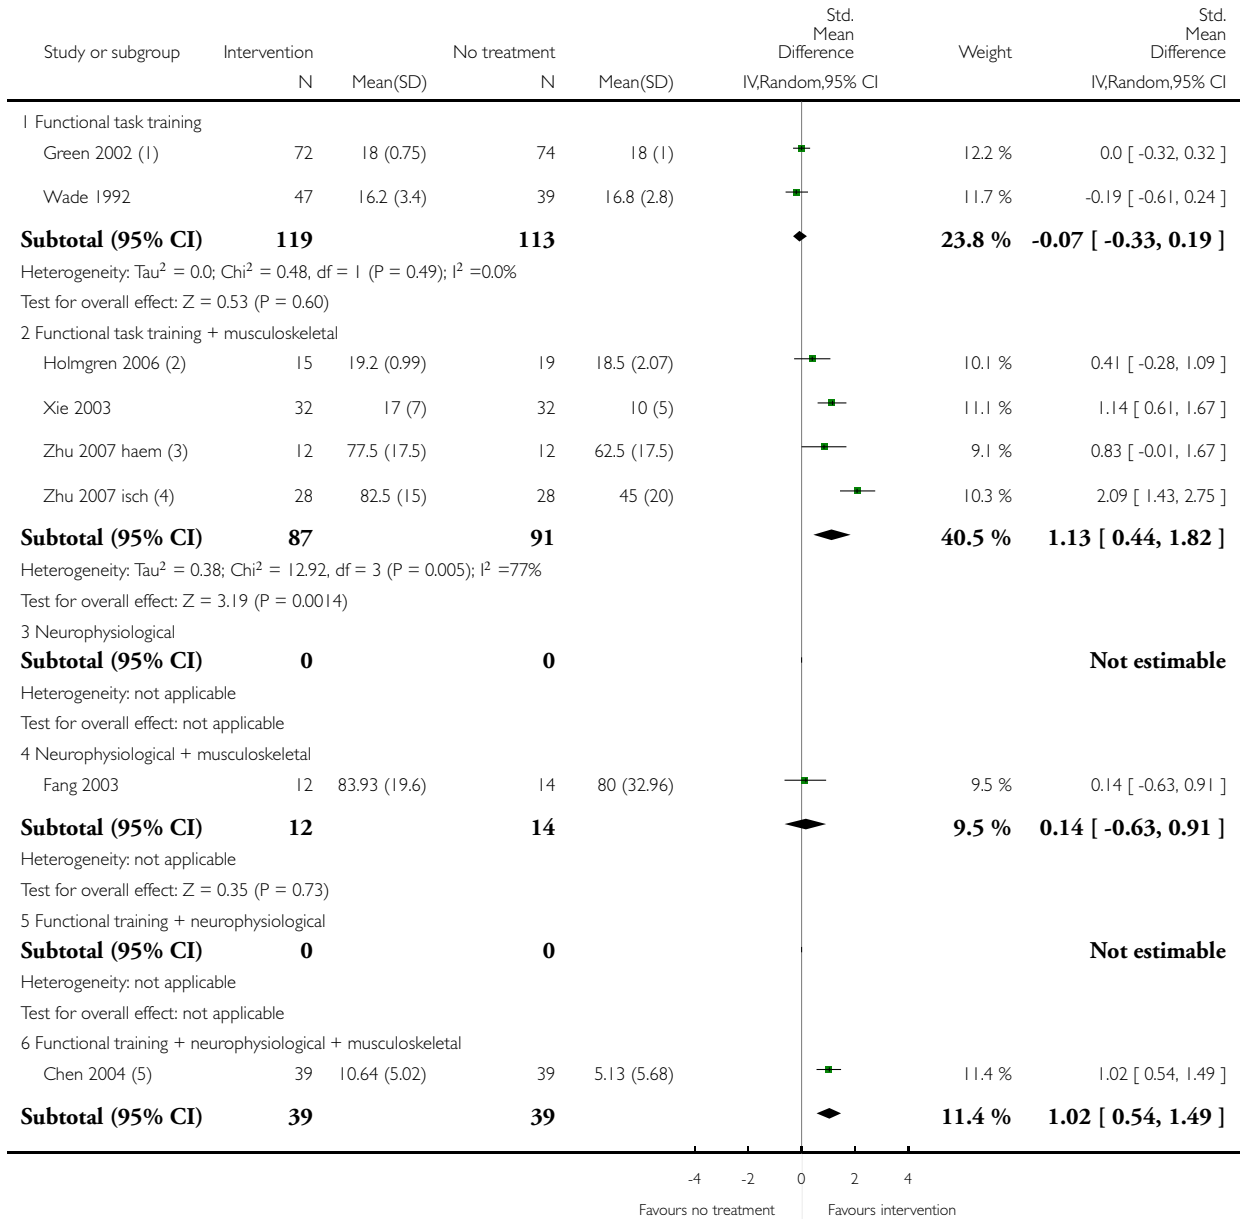 Std.
Mean
Difference
Std.
Mean
Difference
Study or subgroup Intervention No treatment Weight
N Mean(SD) N Mean(SD) IV,Random,95% CI IV,Random,95% CI
1 Functional task training
Green 2002 (1) 72 18 (0.75) 74 18 (1) 12.2 % 0.0 [ -0.32, 0.32 ]
Wade 1992 47 16.2 (3.4) 39 16.8 (2.8) 11.7 % -0.19 [ -0.61, 0.24 ]
Subtotal (95% CI) 119 113 23.8 % -0.07 [ -0.33, 0.19 ]
Heterogeneity: Tau² = 0.0; Chi² = 0.48, df = 1 (P = 0.49); I² =0.0%
Test for overall effect: Z = 0.53 (P = 0.60)
2 Functional task training + musculoskeletal
Holmgren 2006 (2) 15 19.2 (0.99) 19 18.5 (2.07) 10.1 % 0.41 [ -0.28, 1.09 ]
Xie 2003 32 17 (7) 32 10 (5) 11.1 % 1.14 [ 0.61, 1.67 ]
Zhu 2007 haem (3) 12 77.5 (17.5) 12 62.5 (17.5) 9.1 % 0.83 [ -0.01, 1.67 ]
Zhu 2007 isch (4) 28 82.5 (15) 28 45 (20) 10.3 % 2.09 [ 1.43, 2.75 ]
Subtotal (95% CI) 87 91 40.5 % 1.13 [ 0.44, 1.82 ]
Heterogeneity: Tau² = 0.38; Chi² = 12.92, df = 3 (P = 0.005); I² =77%
Test for overall effect: Z = 3.19 (P = 0.0014)
3 Neurophysiological
Subtotal (95% CI) 0 0 Not estimable
Heterogeneity: not applicable
Test for overall effect: not applicable
4 Neurophysiological + musculoskeletal
Fang 2003 12 83.93 (19.6) 14 80 (32.96) 9.5 % 0.14 [ -0.63, 0.91 ]
Subtotal (95% CI) 12 14 9.5 % 0.14 [ -0.63, 0.91 ]
Heterogeneity: not applicable
Test for overall effect: Z = 0.35 (P = 0.73)
5 Functional training + neurophysiological
Subtotal (95% CI) 0 0 Not estimable
Heterogeneity: not applicable
Test for overall effect: not applicable
6 Functional training + neurophysiological + musculoskeletal
Chen 2004 (5) 39 10.64 (5.02) 39 5.13 (5.68) 11.4 % 1.02 [ 0.54, 1.49 ]
Subtotal (95% CI) 39 39 11.4 % 1.02 [ 0.54, 1.49 ]
-4 -2 0 2 4
Favours no treatment Favours intervention